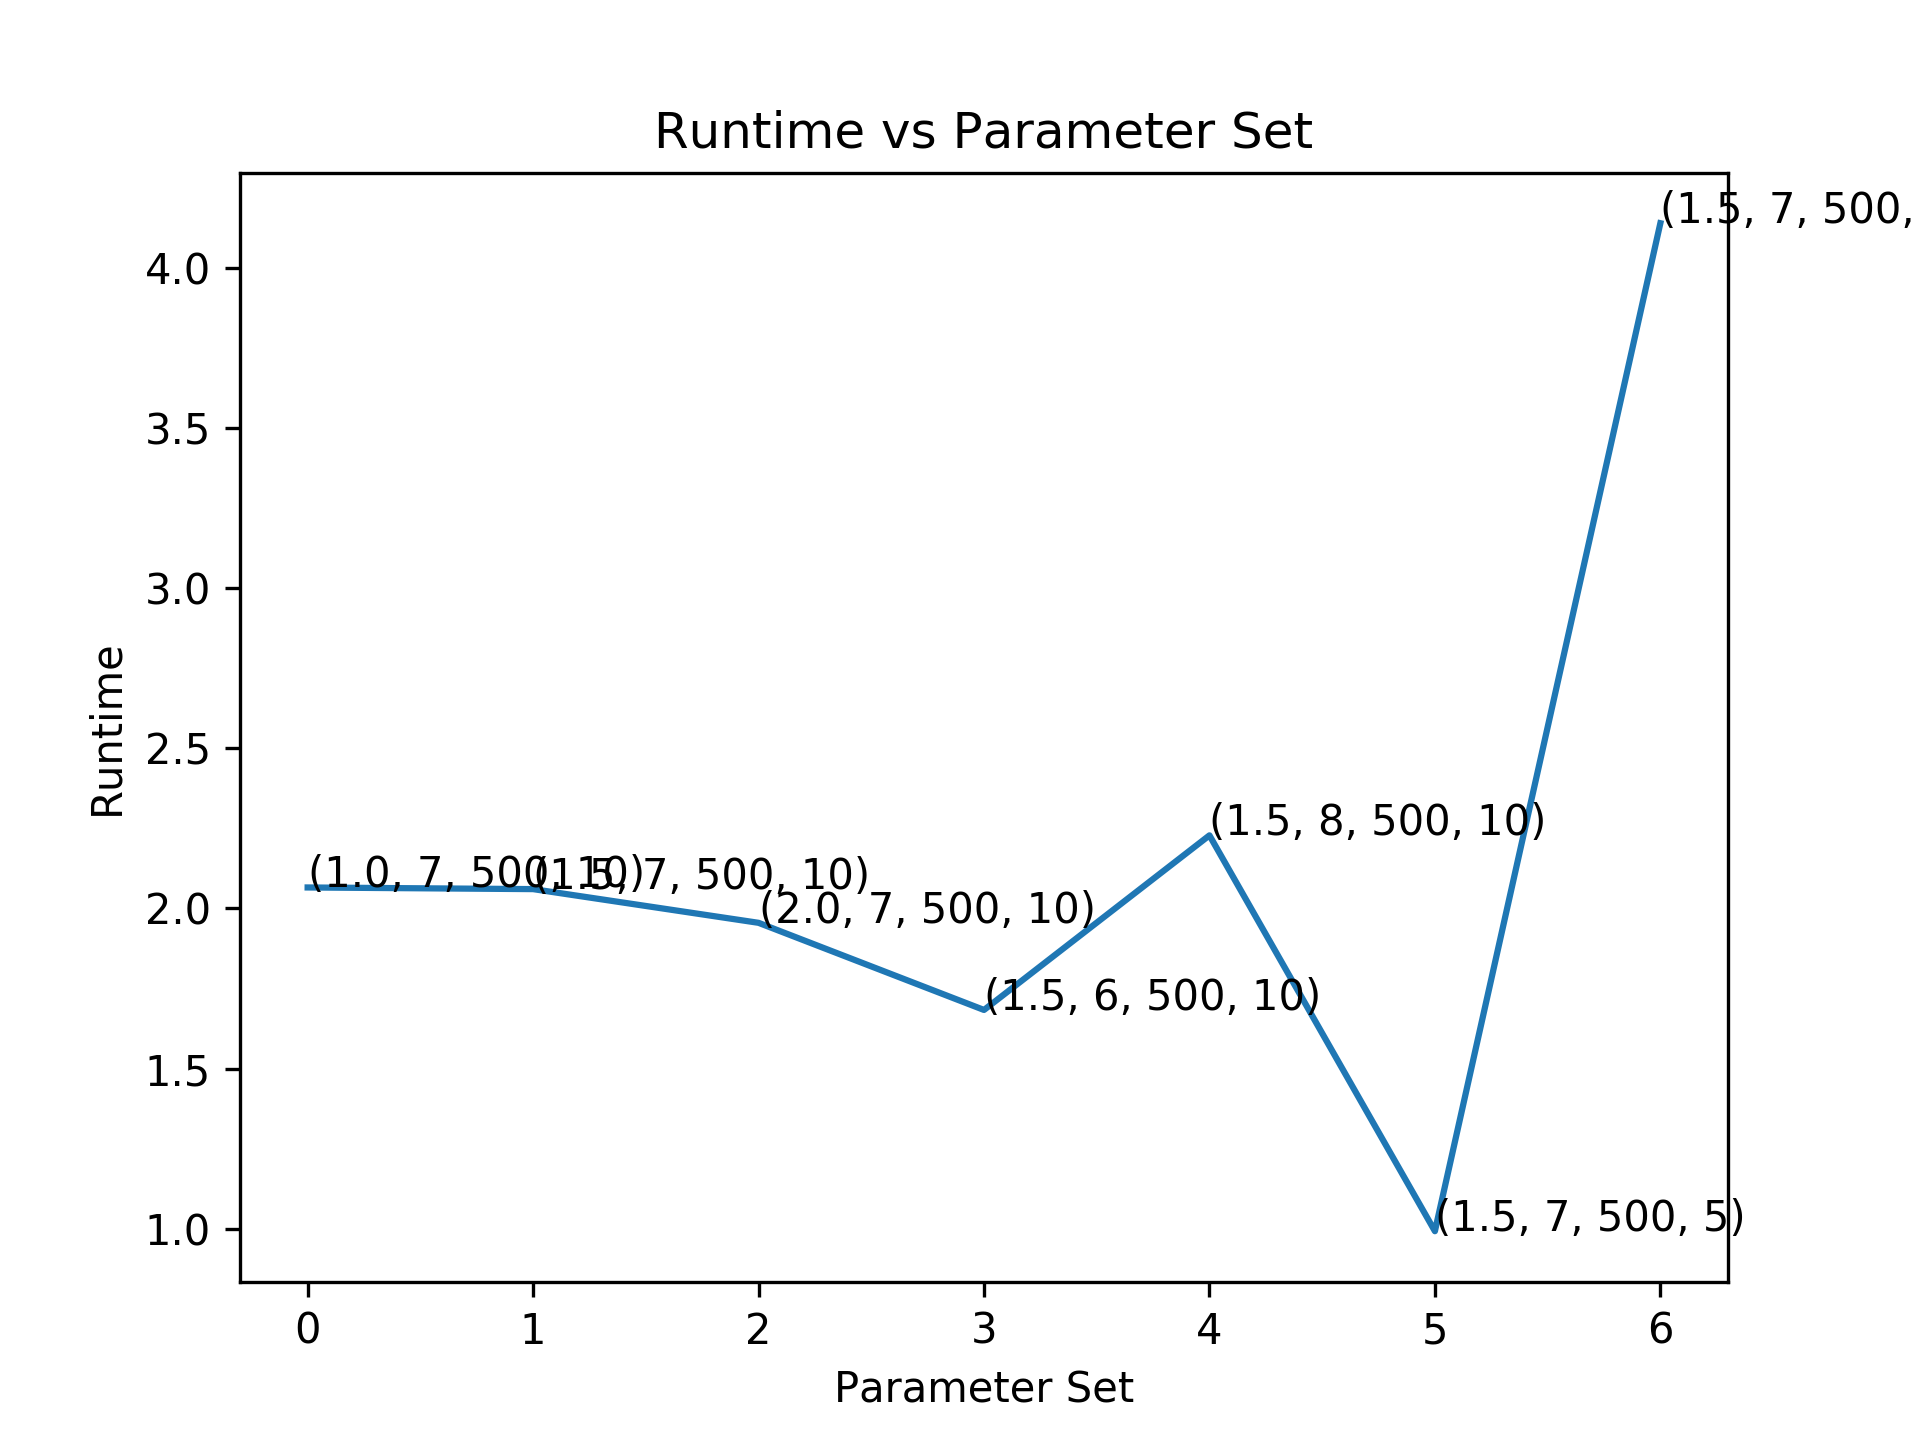 Runtime vs Parameter Set
(1.5, 7, 500,
4.0
3.5
3.0
2.5
2.0
1.5
1.0
Runtime
(1.5, 8, 500, 10)
(1.0, 7, 500, 10)
(1.5, 7, 500, 10)
(2.0, 7, 500, 10)
(1.5, 6, 500, 10)
(1.5, 7, 500, 5)
0 1 2 3 4 5 6
Parameter Set